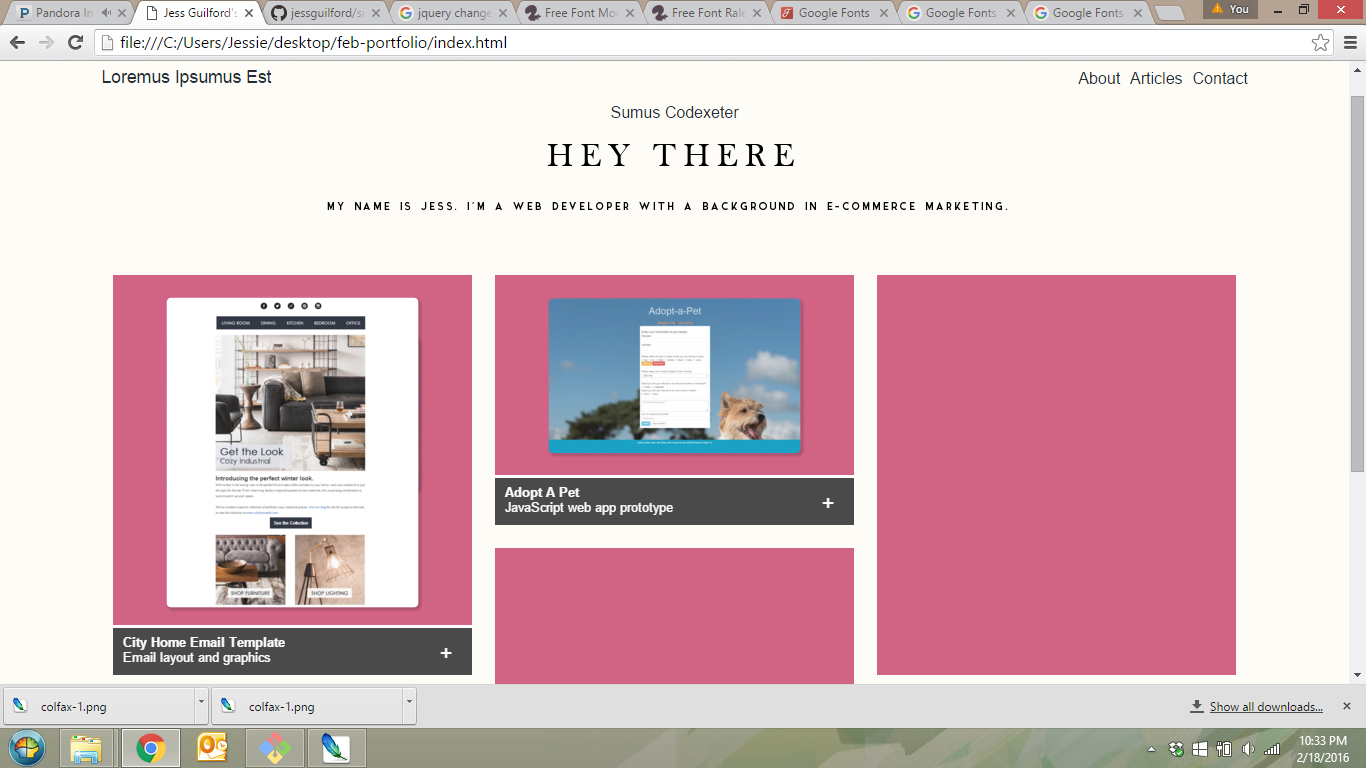 Pandora In
Jess Guilford's
jessguilford/s
jquery change
Free Font Mo
Free Font Rale
Google Fonts
Google Fonts
Google Fonts
You
file:///C:/Users/Jessie/desktop/feb-portfolio/index.html
Loremus Ipsumus Est
About Articles Contact
Sumus Codexeter
HEY THERE
MY NAME IS JESS. I'M A WEB DEVELOPER WITH A BACKGROUND IN E-COMMERCE MARKETING.
LIVING ROOM DINING KITCHEN BEDROOM OFFICE
Get the Look
Cozy Industrial
Introducing the perfect winter look.
See the Collection
SHOP FURNITURE
SHOP LIGHTING
City Home Email Template
Email layout and graphics
+
Adopt-a-Pet
Adopt A Pet
JavaScript web app prototype
+
colfax-1.png
colfax-1.png
Show all downloads...
10:33 PM
2/18/2016